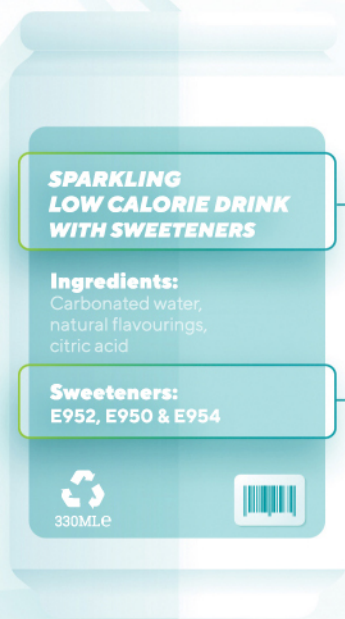 SPARKLING
LOW CALORIE DRINK
WITH SWEETENERS
Ingredients:
Carbonated water,
natural flavourings,
citric acid
Sweeteners:
E952, E950 & E954
330ML℮